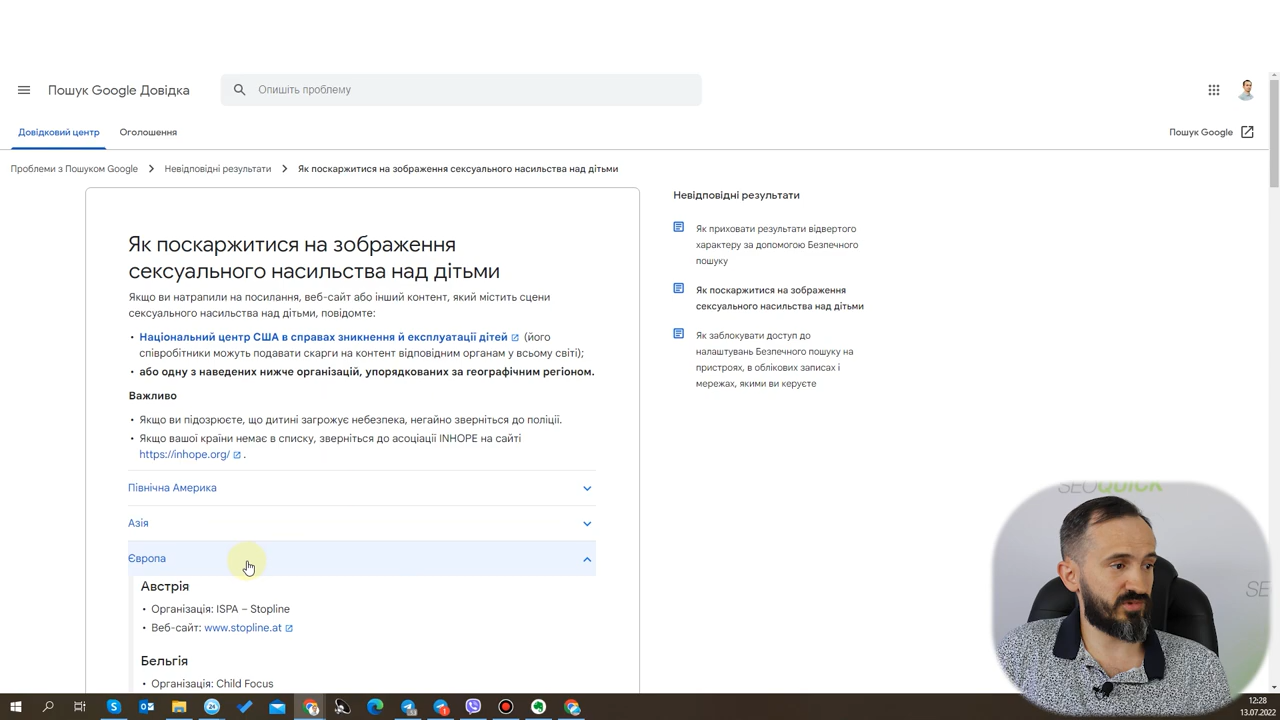 Пошук Google Довідка
Опишіть проблему
Довідковий центр
Оголошення
Пошук Google
Проблеми з Пошуком Google
Невідповідні результати
Як поскаржитися на зображення сексуального насильства над дітьми
Як поскаржитися на зображення
сексуального насильства над дітьми
Якщо ви натрапили на посилання, веб-сайт або інший контент, який містить сцени
сексуального насильства над дітьми, повідомте:
• Національний центр США в справах зникнення й експлуатації дітей (його
співробітники можуть подавати скарги на контент відповідним органам у всьому світі);
• або одну з наведених нижче організацій, упорядкованих за географічним регіоном.
Важливо
• Якщо ви підозрюєте, що дитині загрожує небезпека, негайно зверніться до поліції.
• Якщо вашої країни немає в списку, зверніться до асоціації INHOPE на сайті
https://inhope.org/ .
Північна Америка
Азія
Європа
Австрія
• Організація: ISPA – Stopline
• Веб-сайт: www.stopline.at
Бельгія
• Організація: Child Focus
Невідповідні результати
Як приховати результати відвертого
характеру за допомогою Безпечного
пошуку
Як поскаржитися на зображення
сексуального насильства над дітьми
Як заблокувати доступ до
налаштувань Безпечного пошуку на
пристроях, в облікових записах і
мережах, якими ви керуєте
SEOQUICK
SE
12:28
13.07.2022